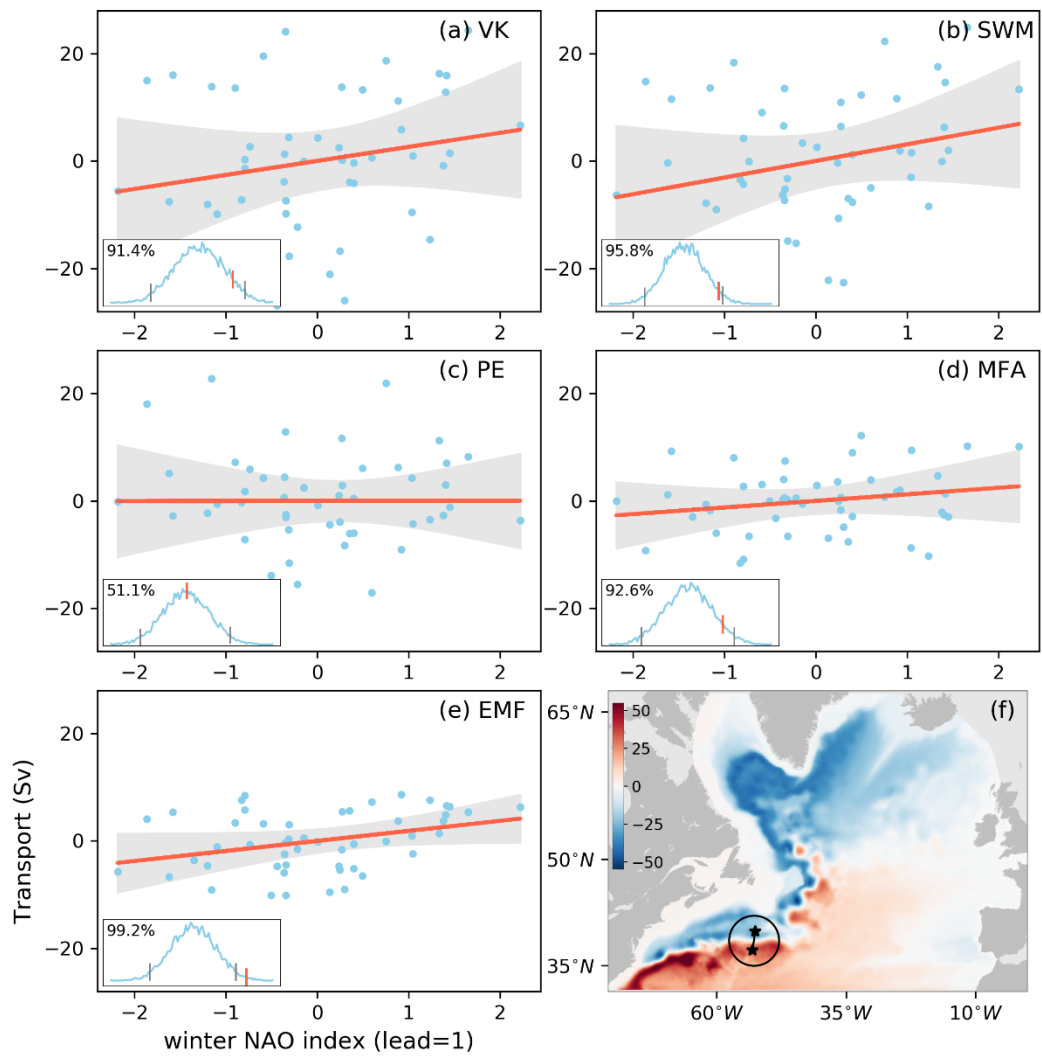 (a) VK
(b) SWM
20
0
−20
91.4%
95.8%
−2 −1 0 1 2
−2 −1 0 1 2
(c) PE
(d) MFA
20
0
−20
20
0
−20
51.1%
92.6%
−2 −1 0 1 2
−2 −1 0 1 2
(e) EMF
(f)
Transport (Sv)
20
0
−20
99.2%
−2 −1 0 1 2
winter NAO index (lead=1)
65°N
50°N
35°N
50
25
0
−25
−50
60°W 35°W 10°W